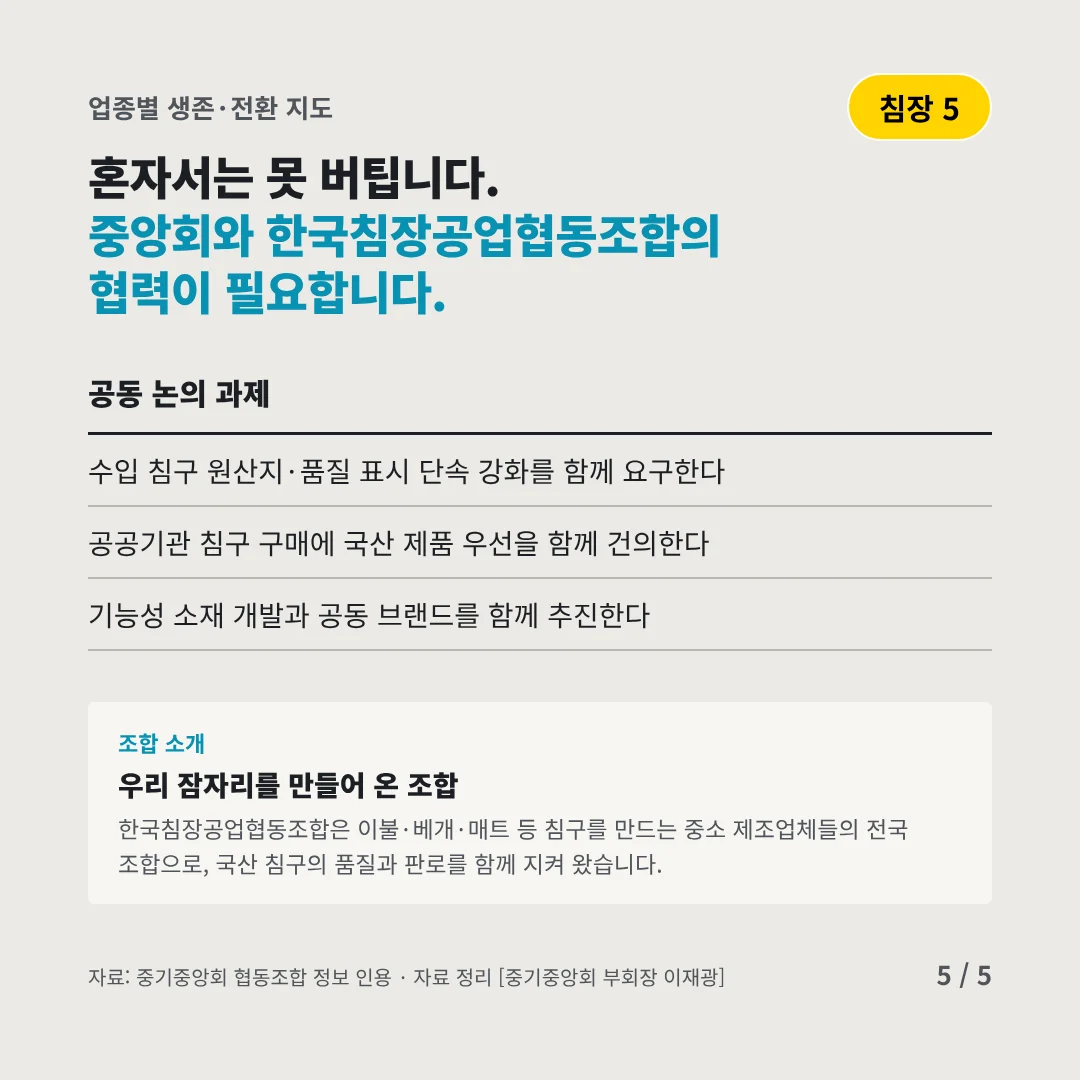 업종별 생존·전환 지도
침장 5
혼자서는 못 버팁니다.
중앙회와 한국침장공업협동조합의
협력이 필요합니다.
공동 논의 과제
수입 침구 원산지·품질 표시 단속 강화를 함께 요구한다
공공기관 침구 구매에 국산 제품 우선을 함께 건의한다
기능성 소재 개발과 공동 브랜드를 함께 추진한다
조합 소개
우리 잠자리를 만들어 온 조합
한국침장공업협동조합은 이불·베개·매트 등 침구를 만드는 중소 제조업체들의 전국
조합으로, 국산 침구의 품질과 판로를 함께 지켜 왔습니다.
자료: 중기중앙회 협동조합 정보 인용 · 자료 정리 [중기중앙회 부회장 이재광]
5 / 5